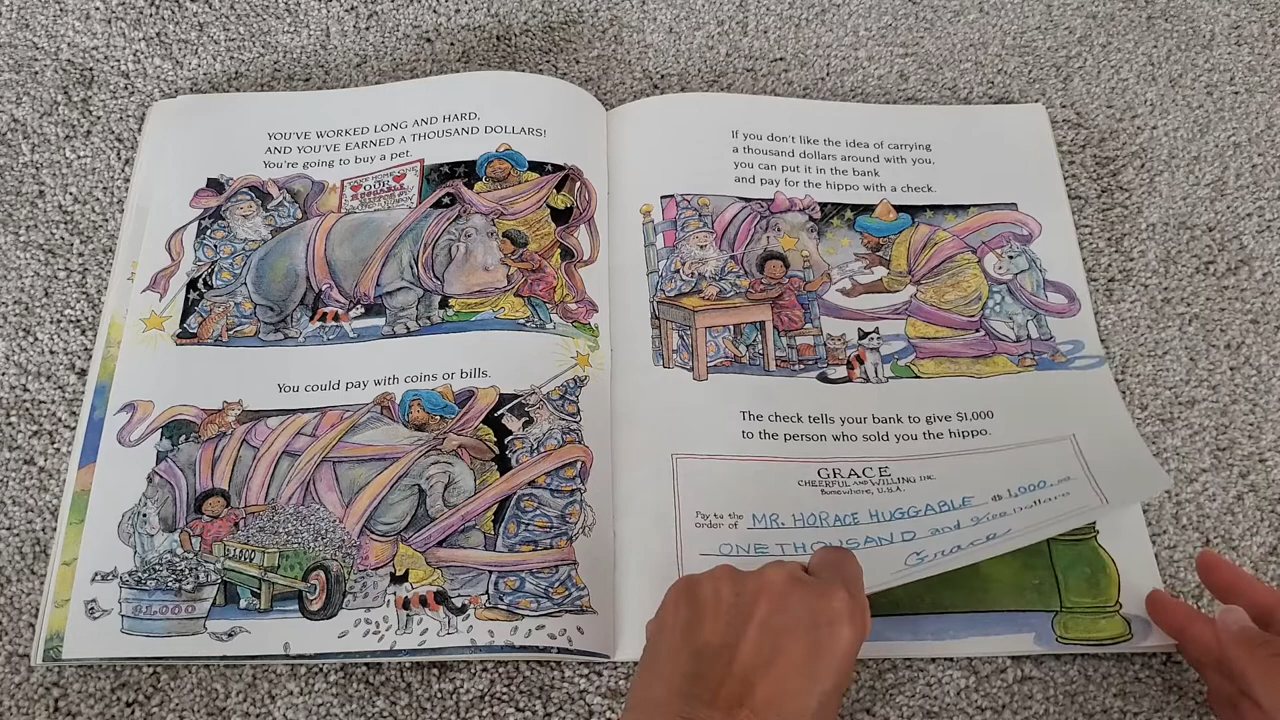 YOU'VE WORKED LONG AND HARD,
AND YOU'VE EARNED A THOUSAND DOLLARS!
You're going to buy a pet.
TAKE HOME ONE
OUR
HUGGABLE
You could pay with coins or bills.
$1,000
$1,000
If you don't like the idea of carrying
a thousand dollars around with you,
you can put it in the bank
and pay for the hippo with a check.
The check tells your bank to give $1,000
to the person who sold you the hippo.
GRACE
CHEERFUL AND WILLING INC.
Somewhere, U.S.A.
Pay to the
order of MR. HORACE HUGGABLE $1,000.00
ONE THOUSAND and zero Dollars
Grace